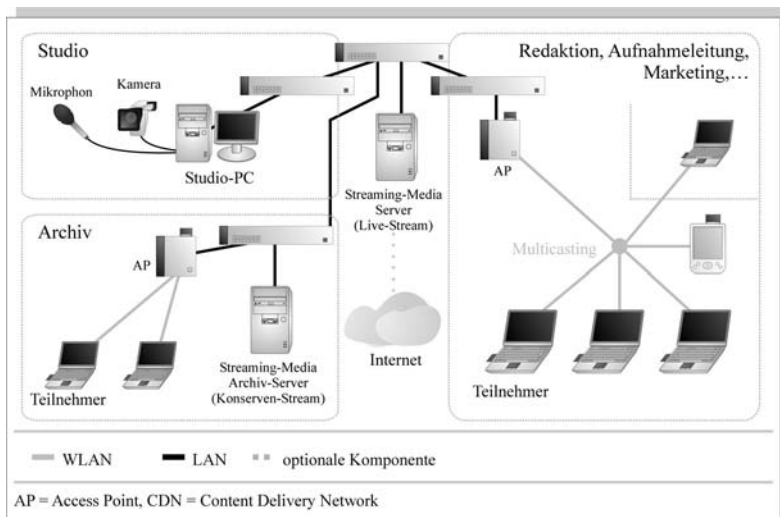 Studio
Mikrophon
Kamera
Studio-PC
Streaming-Media
Server
(Live-Stream)
Redaktion, Aufnahmeleitung,
Marketing,...
AP
Multicasting
Teilnehmer
Archiv
AP
Teilnehmer
Streaming-Media
Archiv-Server
(Konserven-Stream)
Internet
WLAN
LAN
optionale Komponente
AP = Access Point, CDN = Content Delivery Network